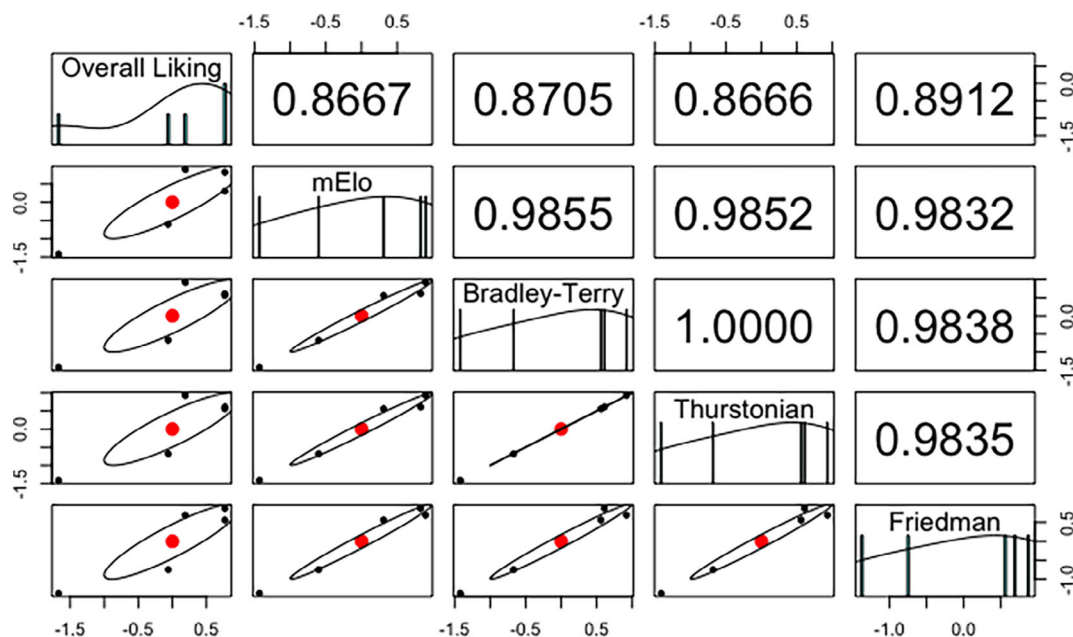 -1.5 -0.5 0.5 -1.5 -0.5 0.5
Overall Liking 0.8667 0.8705 0.8666 0.8912 -1.5 0.0
0.0 -1.5 mElo 0.9855 0.9852 0.9832
Bradley-Terry 1.0000 0.9838 -1.5 0.0
0.0 -1.5 Thurstonian 0.9835
Friedman -1.0 0.5
-1.5 -0.5 0.5 -1.5 -0.5 0.5 -1.0 0.0